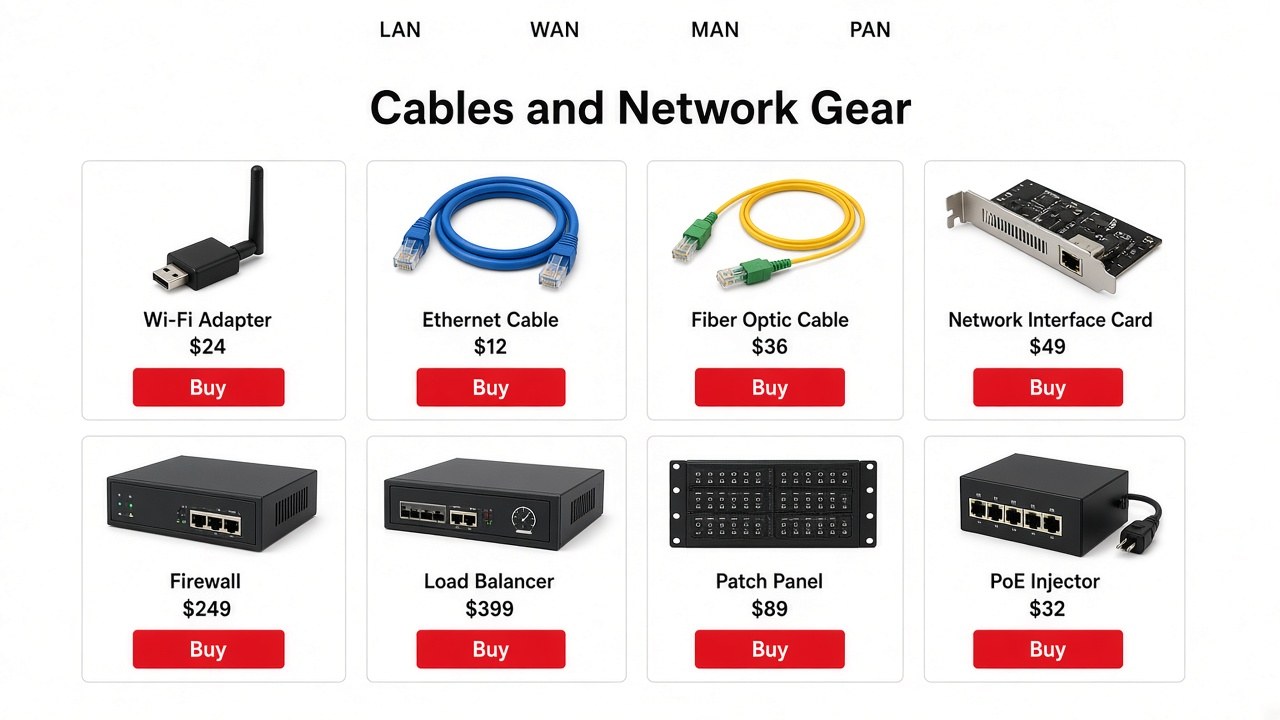 LAN WAN MAN PAN
Cables and Network Gear
Wi-Fi Adapter
$24
Buy
Ethernet Cable
$12
Buy
Fiber Optic Cable
$36
Buy
Network Interface Card
$49
Buy
Firewall
$249
Buy
Load Balancer
$399
Buy
Patch Panel
$89
Buy
PoE Injector
$32
Buy